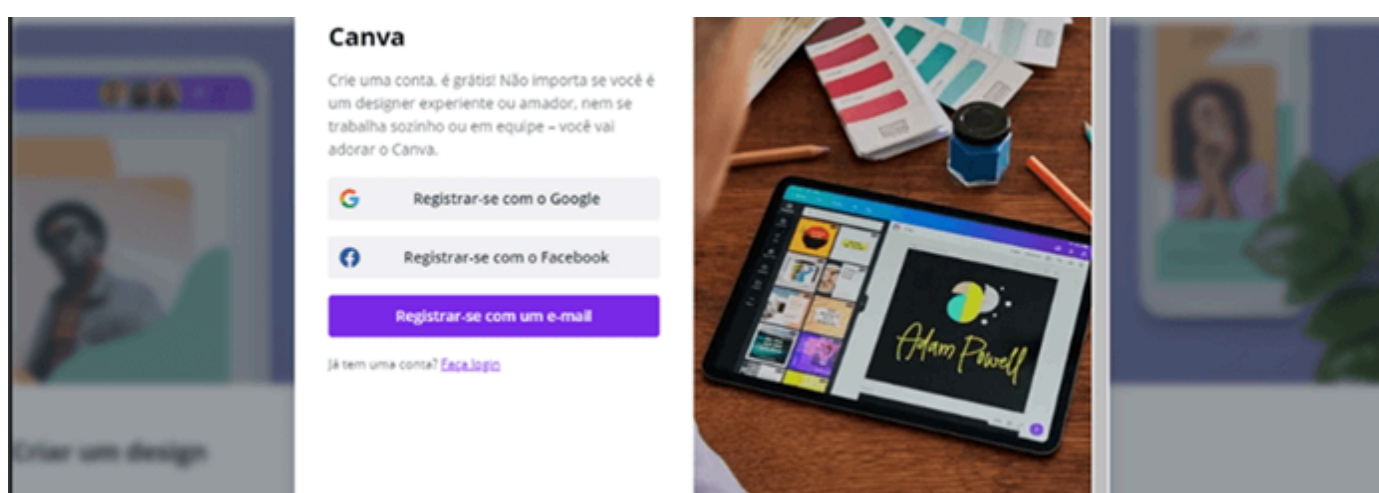 Canva
Crie uma conta, é grátis! Não importa se você é
um designer experiente ou amador, nem se
trabalha sozinho ou em equipe – você vai
adorar o Canva.
Registrar-se com o Google
Registrar-se com o Facebook
Registrar-se com um e-mail
Já tem uma conta? Faça login
Adam Powell
Criar um design